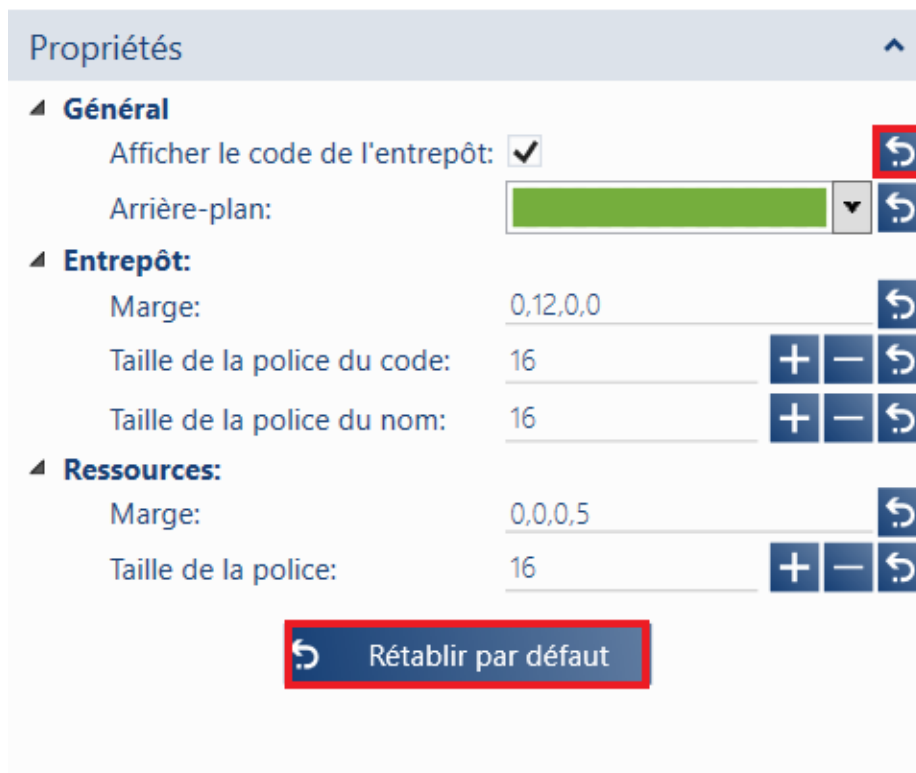 Propriétés
Général
Afficher le code de l'entrepôt:
Arrière-plan:
Entrepôt:
Marge: 0,12,0,0
Taille de la police du code: 16
Taille de la police du nom: 16
Ressources:
Marge: 0,0,0,5
Taille de la police: 16
Rétablir par défaut